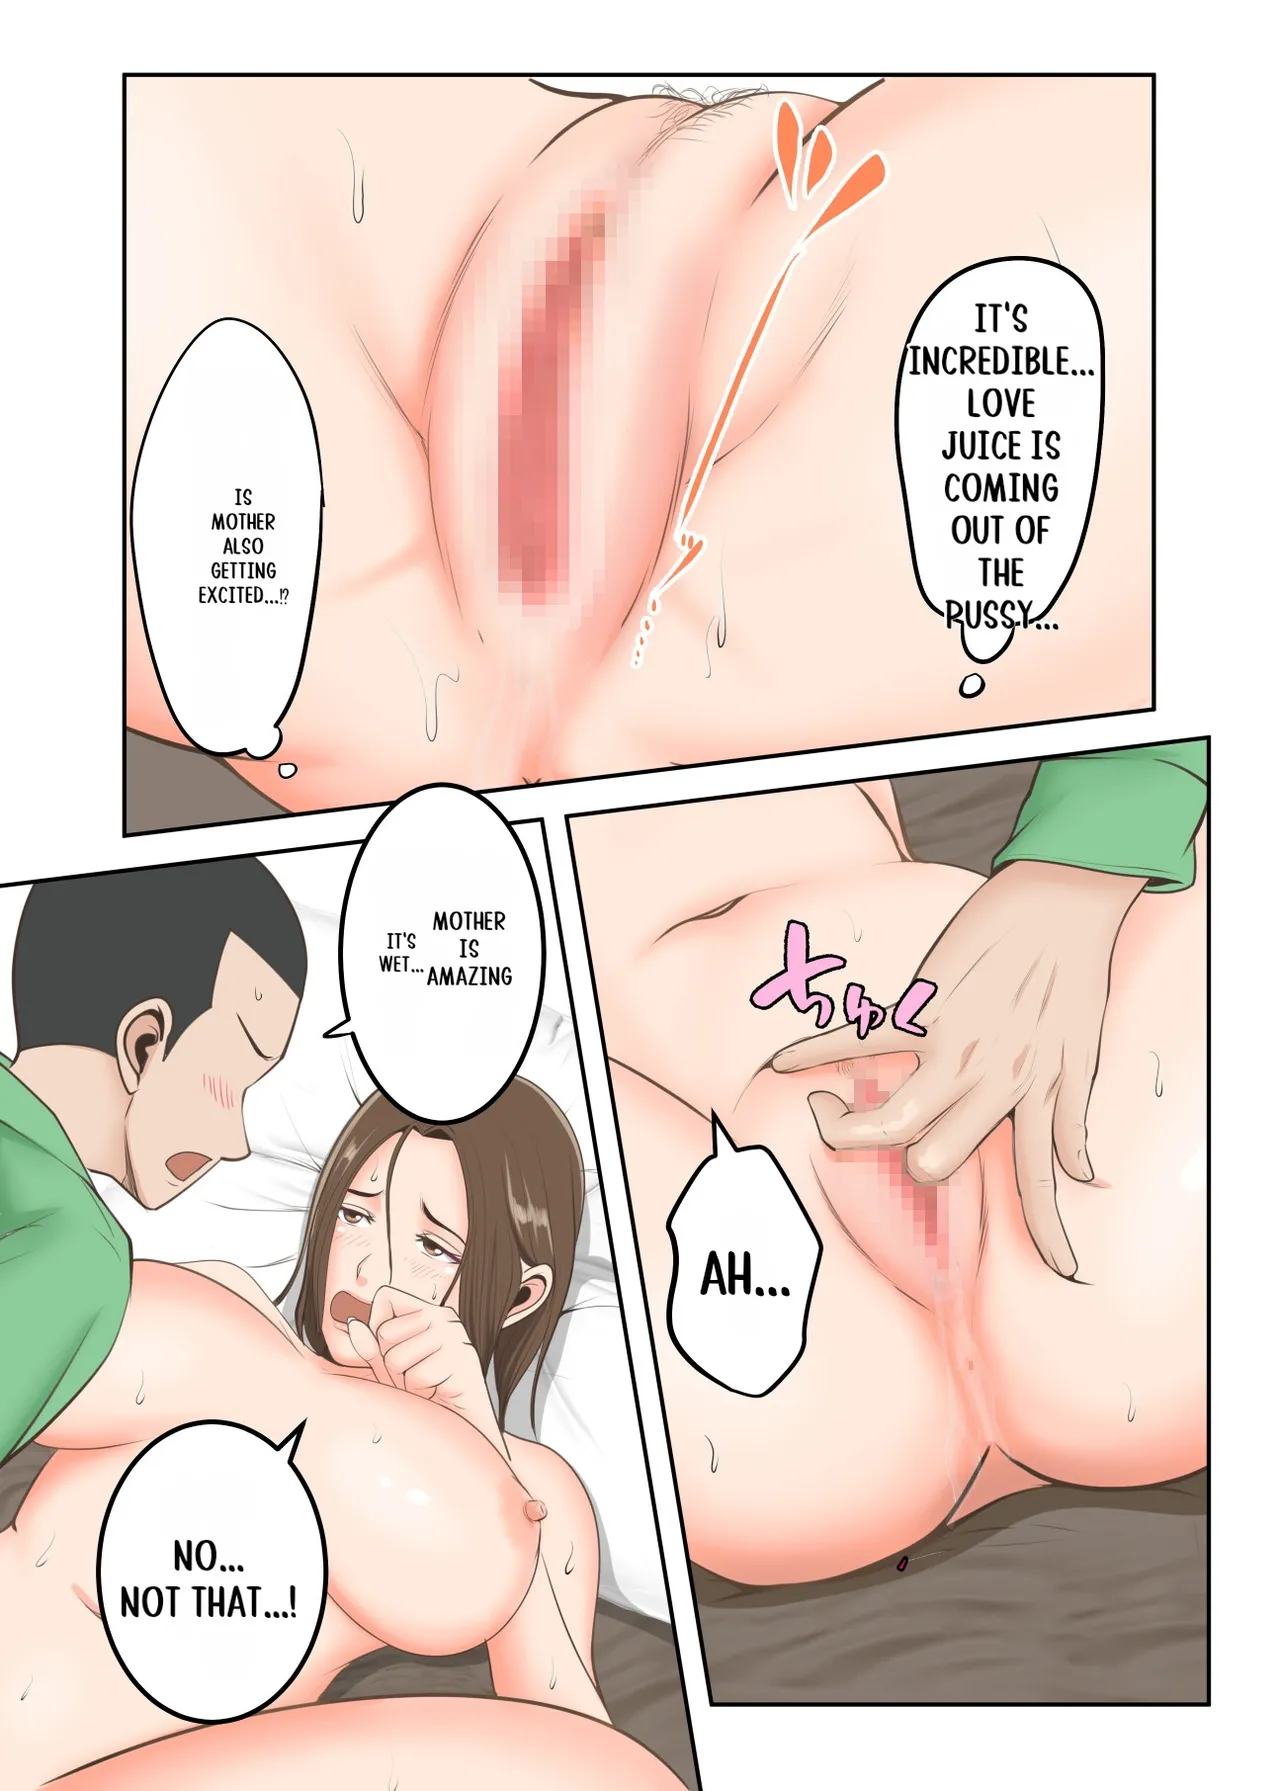 IT'S
INCREDIBLE...
LOVE
JUICE IS
COMING
OUT OF
THE
PUSSY...
IS
MOTHER
ALSO
GETTING
EXCITED...!?
ちゅく
AH...
MOTHER
IS
AMAZING
IT'S
WET...
NO...
NOT THAT...!